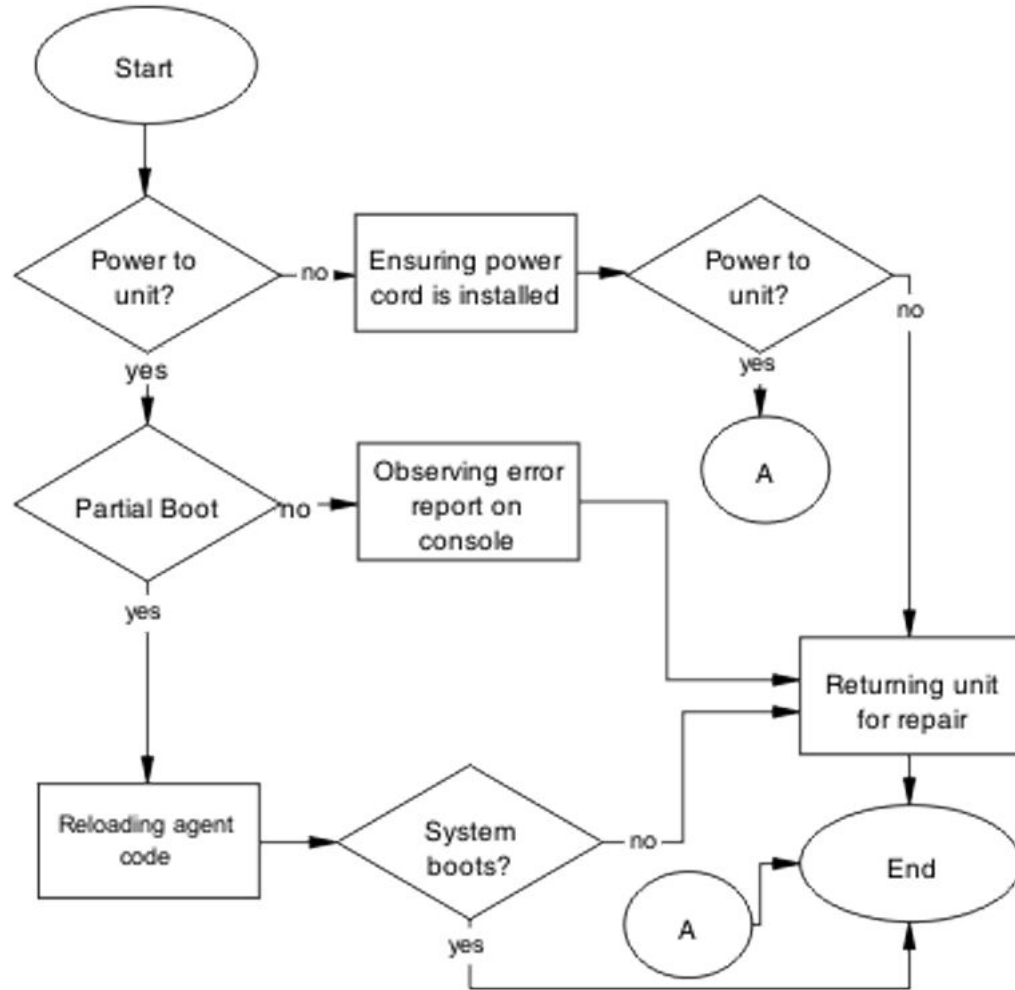 Start
Power to
unit?
no
Ensuring power
cord is installed
Power to
unit?
no
yes
yes
A
Partial Boot
no
Observing error
report on
console
yes
Returning unit
for repair
Reloading agent
code
System
boots?
no
End
A
yes